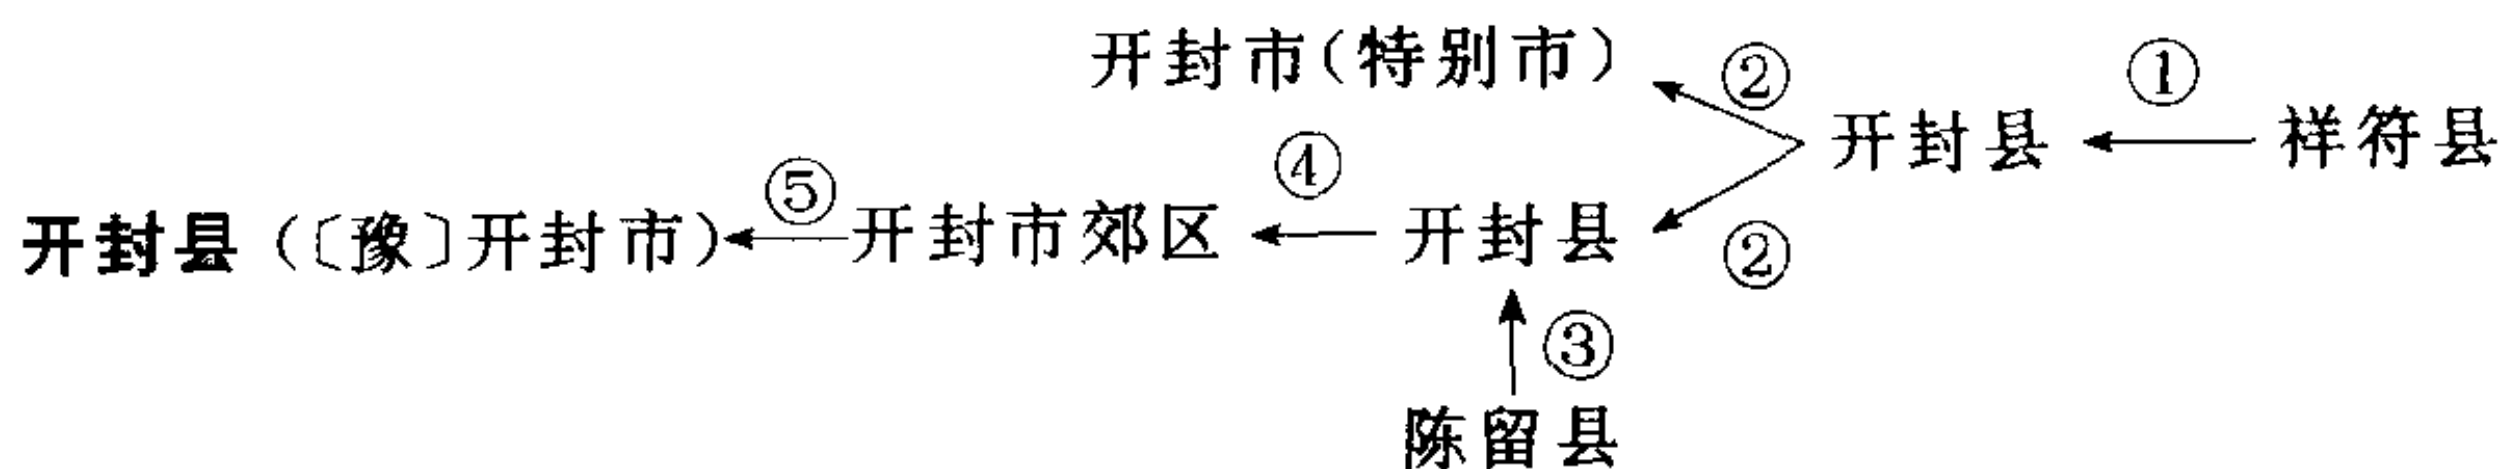 开封市(特别市)
② ①
开封县 祥符县
④
⑤
开封县(〔豫〕开封市) 开封市郊区 开封县
②
③
陈留县